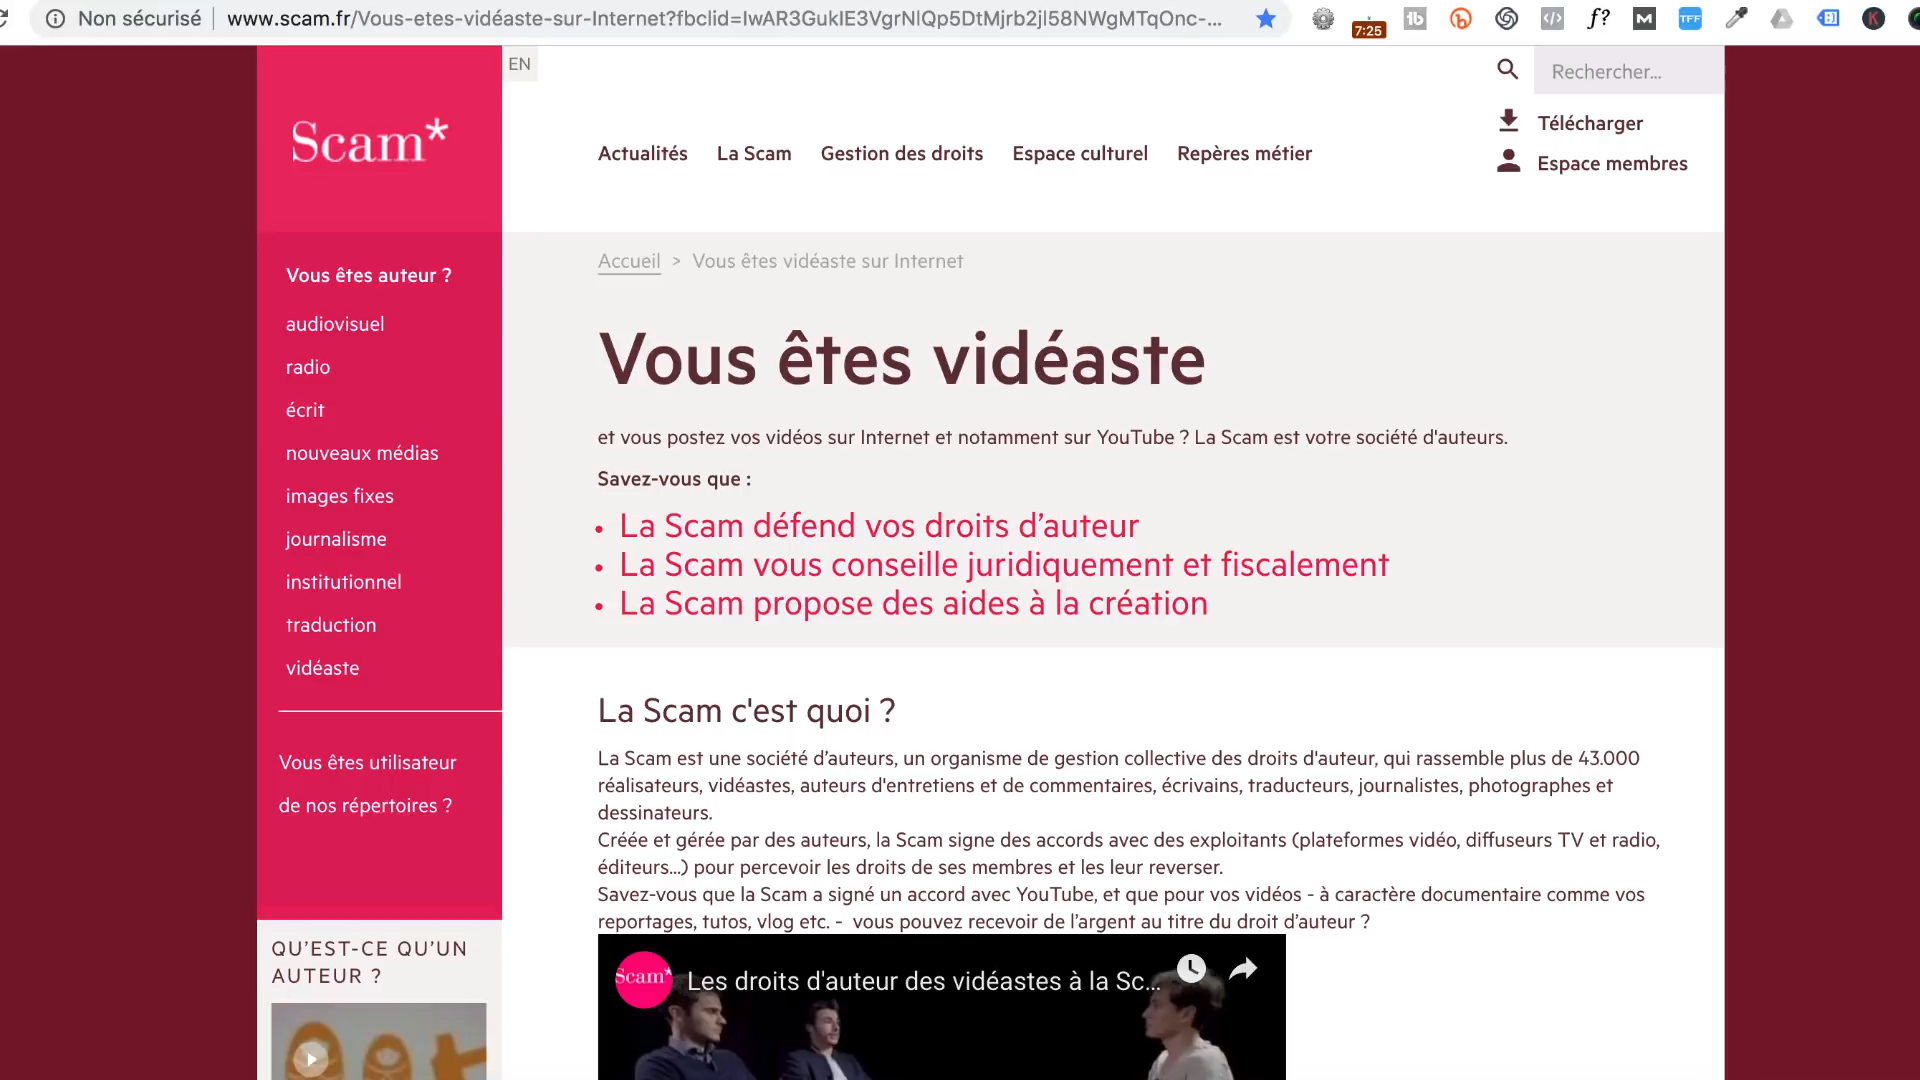 Non sécurisé
www.scam.fr/Vous-etes-vidéaste-sur-Internet?fbclid=IwAR3GukIE3VgrNlQp5DtMjrb2jl58NWgMTqOnc-...
7:25
f?
M
TFF
K
EN
Rechercher...
Scam*
Télécharger
Actualités
La Scam
Gestion des droits
Espace culturel
Repères métier
Espace membres
Accueil > Vous êtes vidéaste sur Internet
Vous êtes auteur ?
audiovisuel
radio
écrit
nouveaux médias
images fixes
journalisme
institutionnel
traduction
vidéaste
Vous êtes utilisateur
de nos répertoires ?
QU'EST-CE QU'UN
AUTEUR ?
Vous êtes vidéaste
et vous postez vos vidéos sur Internet et notamment sur YouTube ? La Scam est votre société d'auteurs.
Savez-vous que :
• La Scam défend vos droits d’auteur
• La Scam vous conseille juridiquement et fiscalement
• La Scam propose des aides à la création
La Scam c'est quoi ?
La Scam est une société d’auteurs, un organisme de gestion collective des droits d'auteur, qui rassemble plus de 43.000
réalisateurs, vidéastes, auteurs d'entretiens et de commentaires, écrivains, traducteurs, journalistes, photographes et
dessinateurs.
Créée et gérée par des auteurs, la Scam signe des accords avec des exploitants (plateformes vidéo, diffuseurs TV et radio,
éditeurs...) pour percevoir les droits de ses membres et les leur reverser.
Savez-vous que la Scam a signé un accord avec YouTube, et que pour vos vidéos - à caractère documentaire comme vos
reportages, tutos, vlog etc. - vous pouvez recevoir de l’argent au titre du droit d’auteur ?
Scam*
Les droits d'auteur des vidéastes à la Sc...